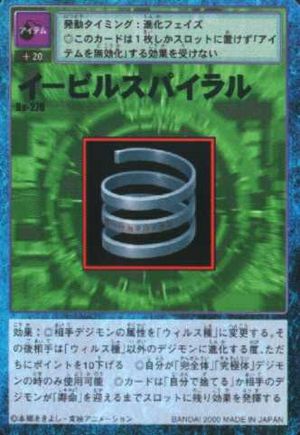 アイテム
+20
発動タイミング：進化フェイズ
◎このカードは1枚しかスロットに置けず「アイ
テムを無効化」する効果を受けない
イービルスパイラル
Bo-276
効果：◎相手デジモンの属性を「ウィルス種」に変更する。そ
の後相手は「ウィルス種」以外のデジモンに進化する度、ただ
ちにポイントを10下げる ◎自分が「完全体」「究極体」デジモ
ンの時のみ使用可能 ◎カードは「自分で捨てる」か相手のデ
ジモンが「寿命」を迎えるまでスロットに残り効果を発揮する
©本郷あきよし・東映アニメーション
BANDAI 2000 MADE IN JAPAN